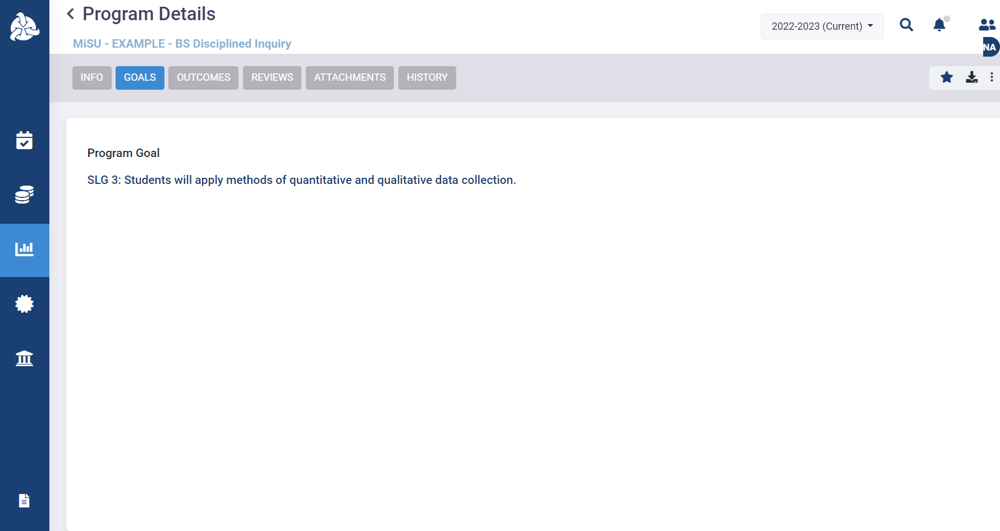 Program Details
2022-2023 (Current)
MiSU - EXAMPLE - BS Disciplined Inquiry
NA
INFO GOALS OUTCOMES REVIEWS ATTACHMENTS HISTORY
Program Goal
SLG 3: Students will apply methods of quantitative and qualitative data collection.